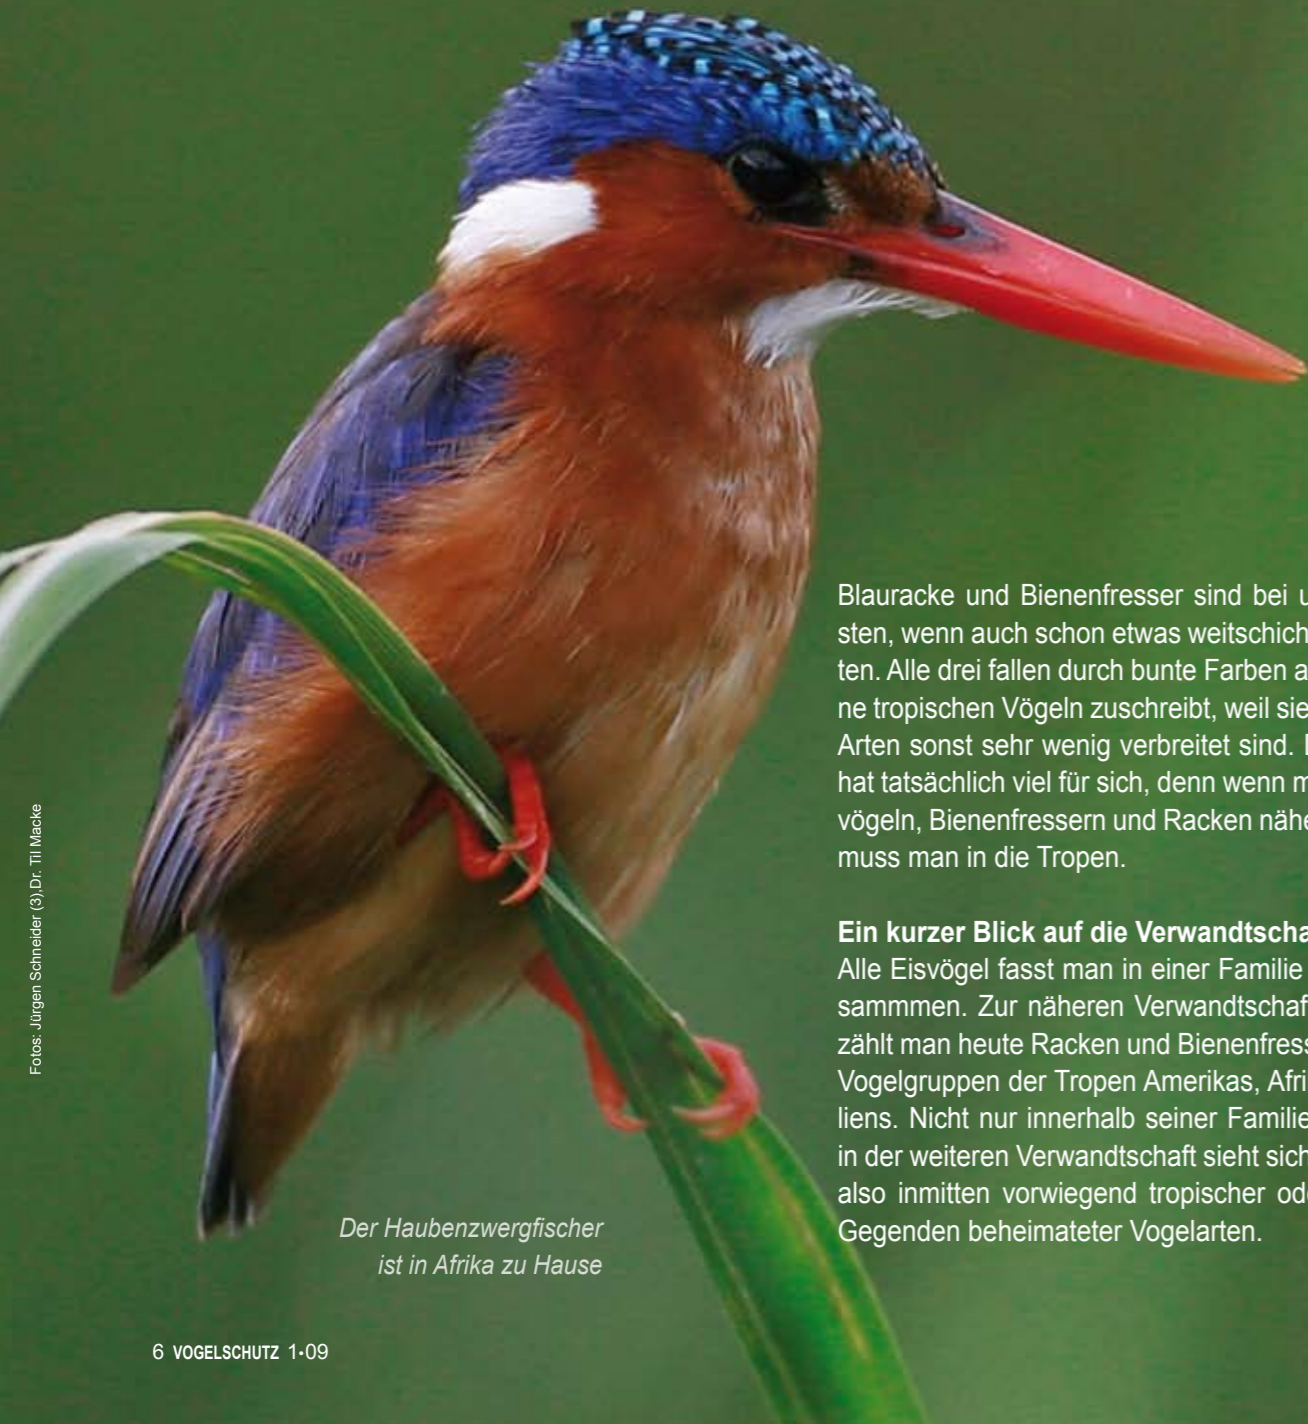 Blauracke und Bienenfresser sind bei
sten, wenn auch schon etwas weitschich
ten. Alle drei fallen durch bunte Farben a
ne tropischen Vögeln zuschreibt, weil sie
Arten sonst sehr wenig verbreitet sind.
hat tatsächlich viel für sich, denn wenn m
vögeln, Bienenfressern und Racken nähe
muss man in die Tropen.
Ein kurzer Blick auf die Verwandtscha
Alle Eisvögel fasst man in einer Familie
sammmen. Zur näheren Verwandtschaft
zählt man heute Racken und Bienenfress
Vogelgruppen der Tropen Amerikas, Afri
liens. Nicht nur innerhalb seiner Familie
in der weiteren Verwandtschaft sieht sich
also inmitten vorwiegend tropischer ode
Gegenden beheimateter Vogelarten.
Fotos: Jürgen Schneider (3),Dr. Til Macke
Der Haubenzwergfischer
ist in Afrika zu Hause
6 VOGELSCHUTZ 1•09